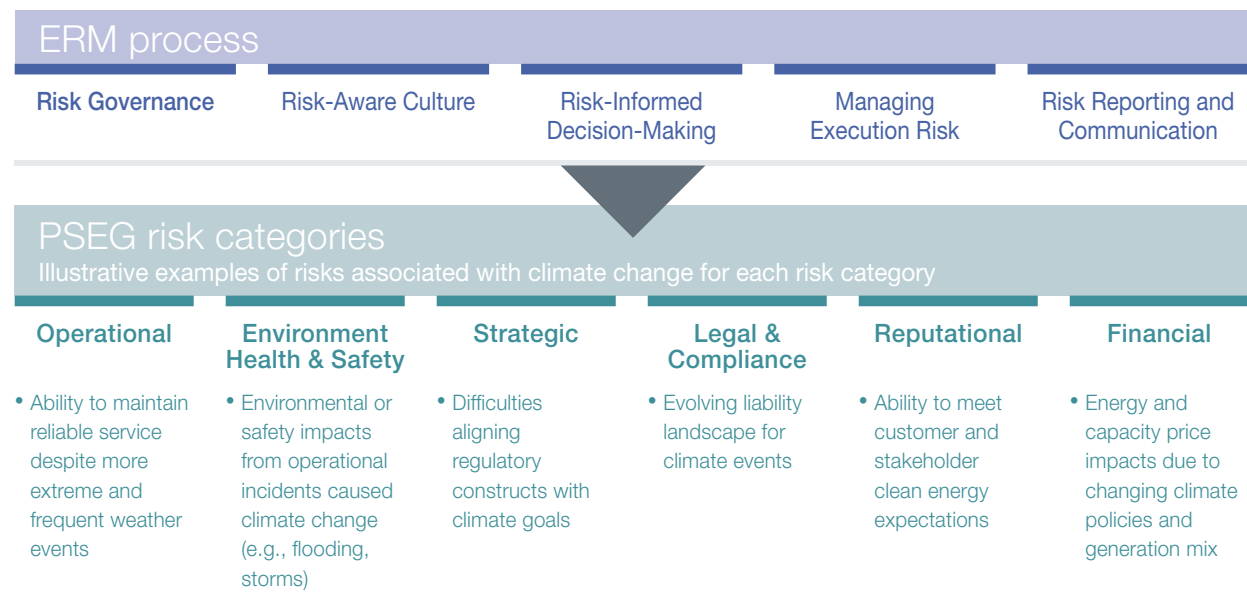 ERM process
Risk Governance
Risk-Aware Culture
Risk-Informed
Decision-Making
Managing
Execution Risk
Risk Reporting and
Communication
PSEG risk categories
Illustrative examples of risks associated with climate change for each risk category
Operational
• Ability to maintain
reliable service
despite more
extreme and
frequent weather
events
Environment
Health & Safety
• Environmental or
safety impacts
from operational
incidents caused
climate change
(e.g., flooding,
storms)
Strategic
• Difficulties
aligning
regulatory
constructs with
climate goals
Legal &
Compliance
• Evolving liability
landscape for
climate events
Reputational
• Ability to meet
customer and
stakeholder
clean energy
expectations
Financial
• Energy and
capacity price
impacts due to
changing climate
policies and
generation mix